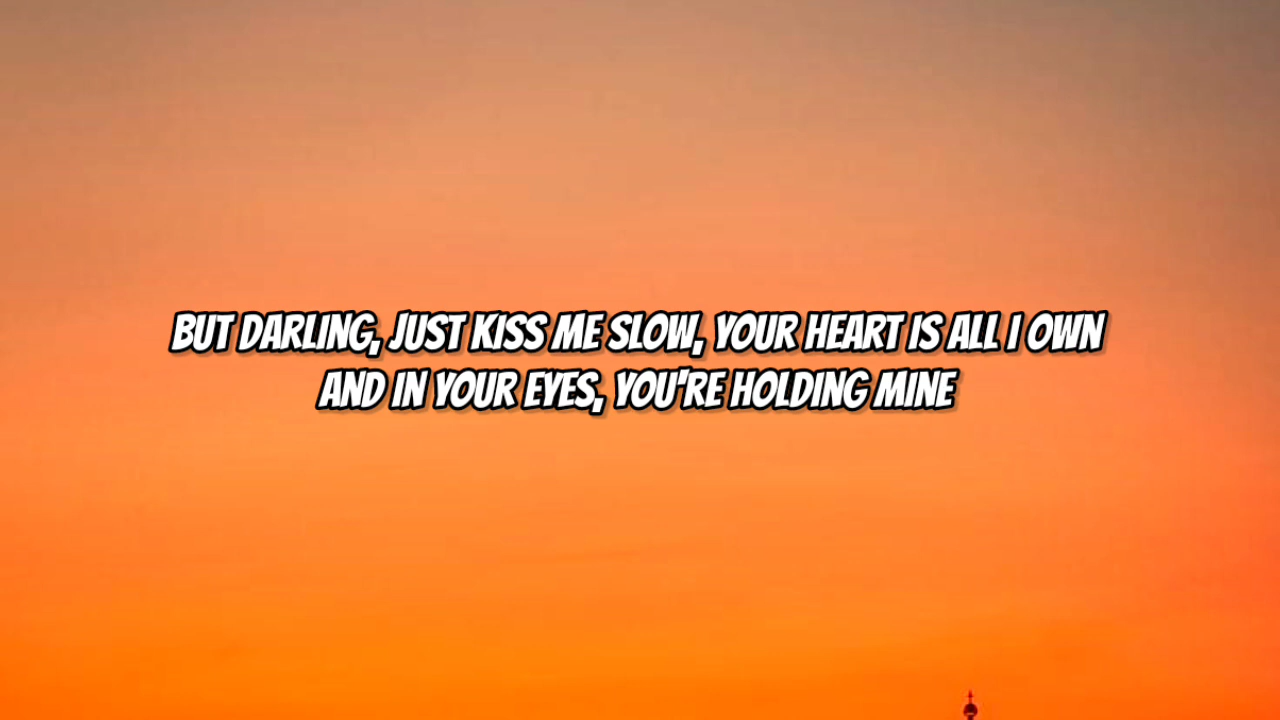 BUT DARLING, JUST KISS ME SLOW, YOUR HEART IS ALL I OWN
AND IN YOUR EYES, YOU'RE HOLDING MINE